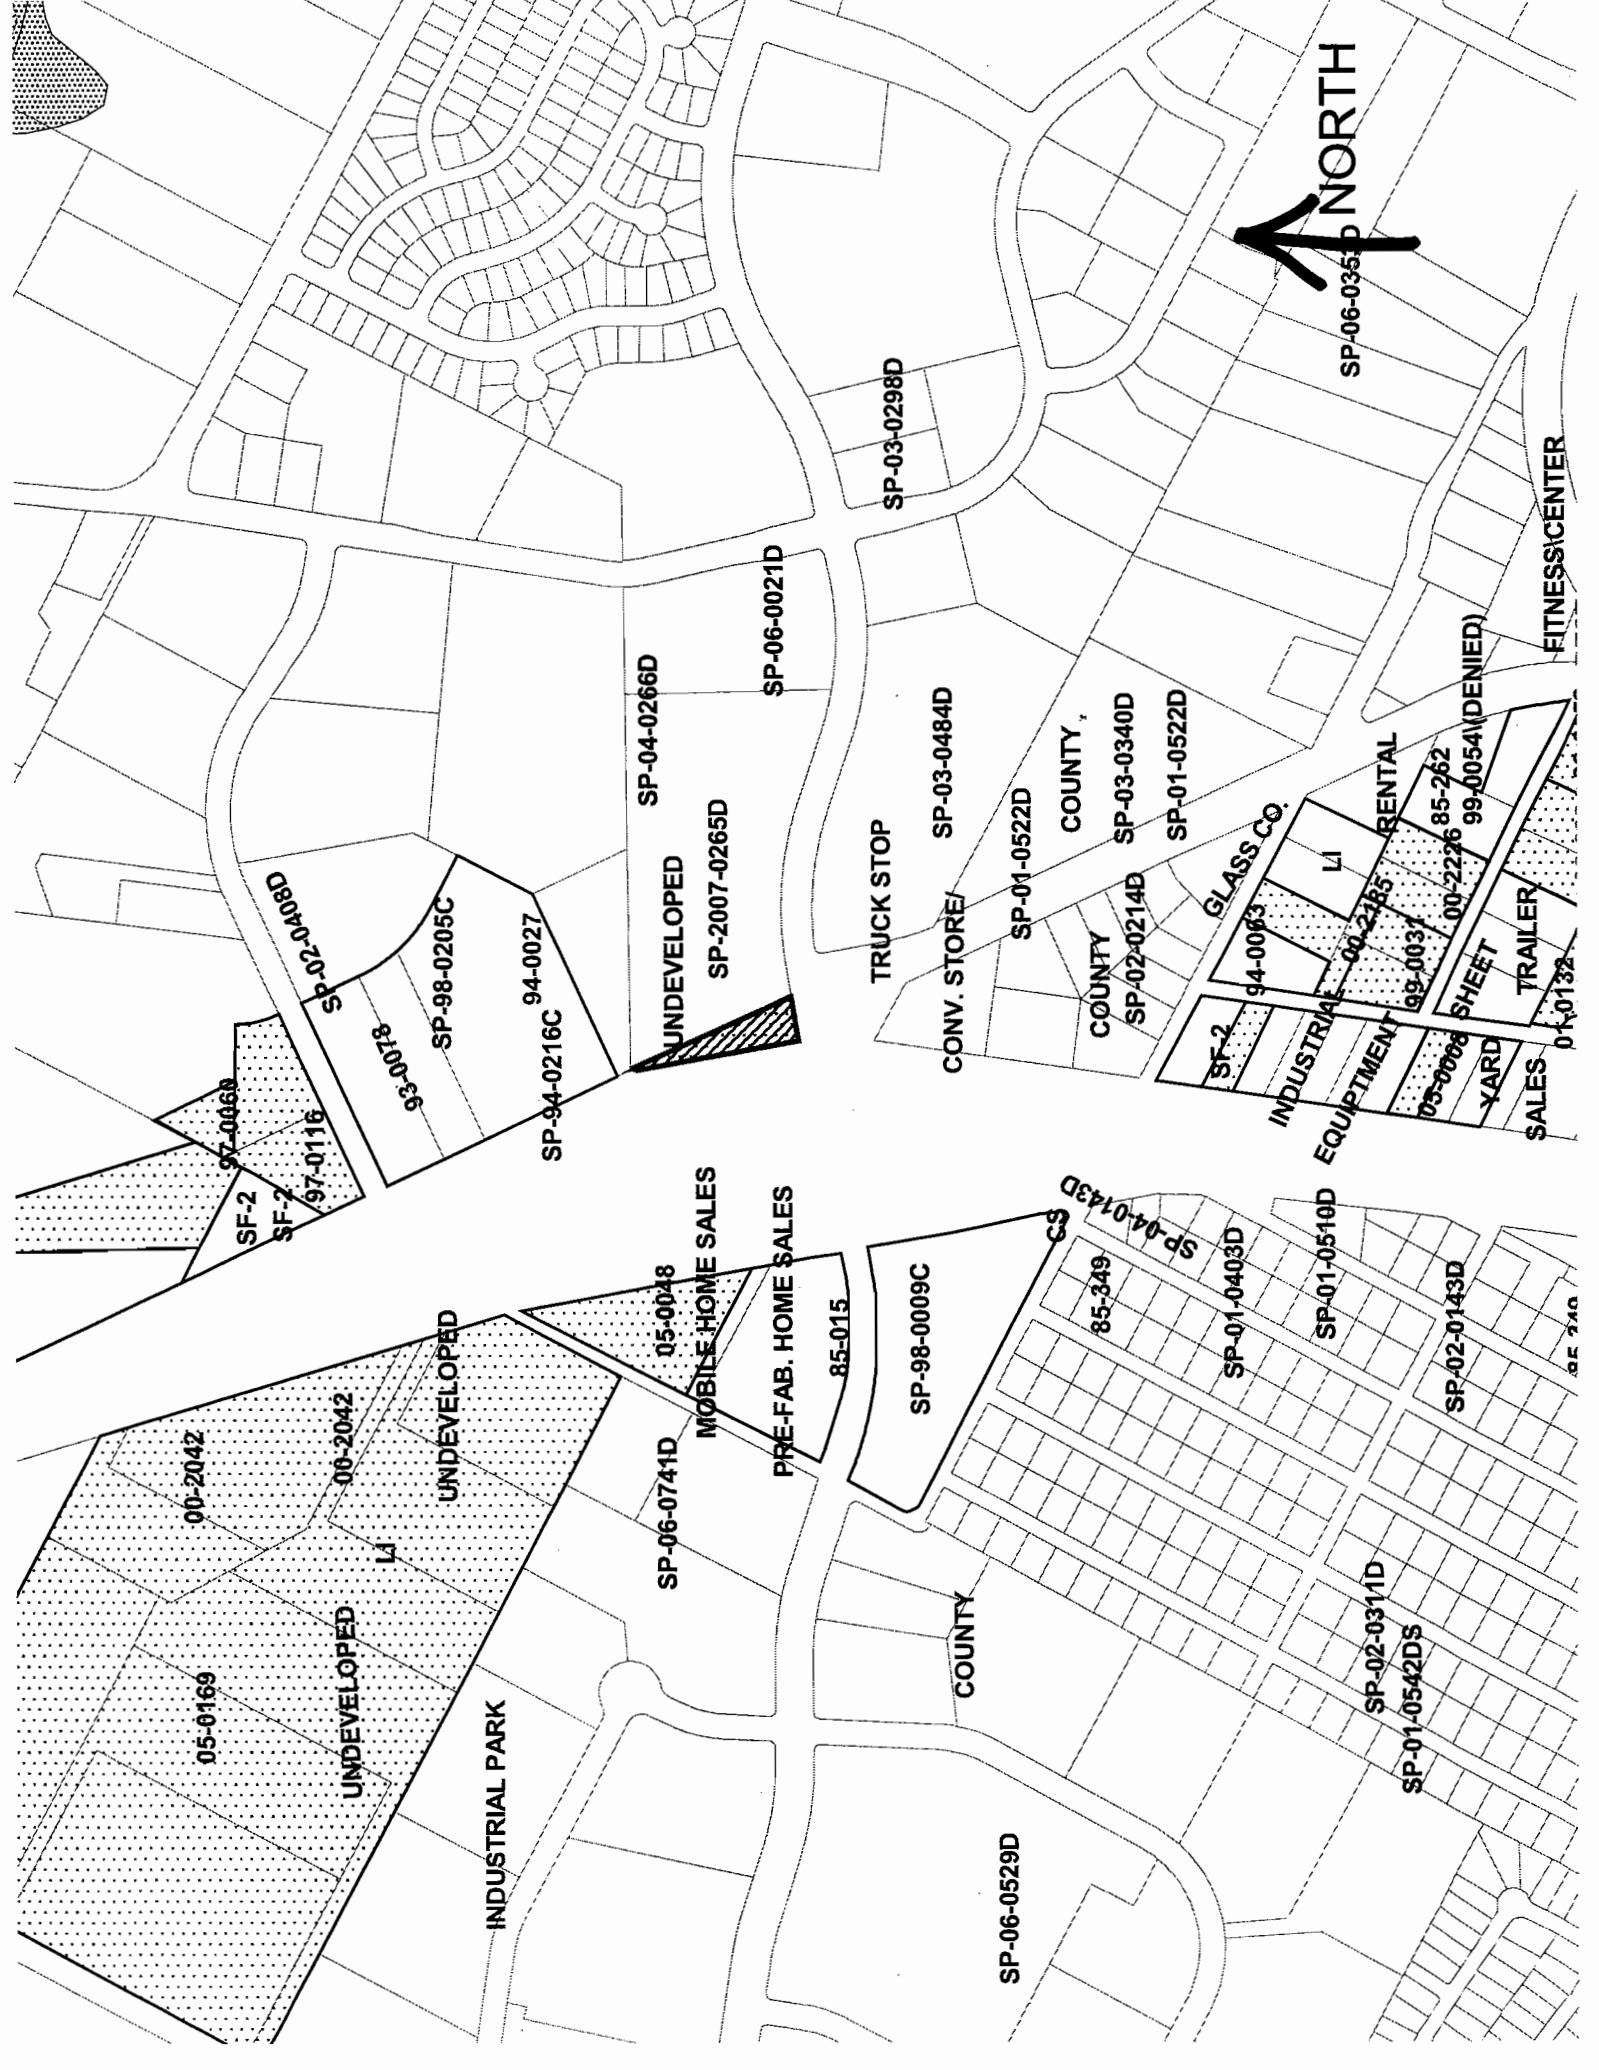 00-2042
05-0169
97-0060
SF-2
SF-2
97-0116
SP-02-0408D
00-2042
UNDEVELOPED
LI
93-0078
SP-98-0205C
UNDEVELOPED
INDUSTRIAL PARK
94-0027
SP-94-0216C
SP-04-0266D
05-0048
SP-06-0741D
UNDEVELOPED
MOBILE HOME SALES
SP-2007-0265D
SP-06-0021D
PRE-FAB. HOME SALES
85-015
TRUCK STOP
SP-03-0298D
SP-98-0009C
SP-03-0484D
CONV. STORE/
COUNTY
SP-06-0529D
SP-01-0522D
CS
COUNTY
85-349
COUNTY
SP-03-0340D
SP-04-0143D
SP-02-0214D
SP-01-0522D
SF-2
SP-01-0403D
GLASS CO.
94-0063
INDUSTRIAL
SP-01-0510D
LI
NORTH
EQUIPTMENT
00-2185
SP-02-0311D
RENTAL
SP-01-0542DS
99-0031
85-262
05-0008
00-2226
SP-02-0143D
99-0054\(DENIED)
SHEET
YARD
TRAILER
SALES
FITNESS\CENTER
01-0132